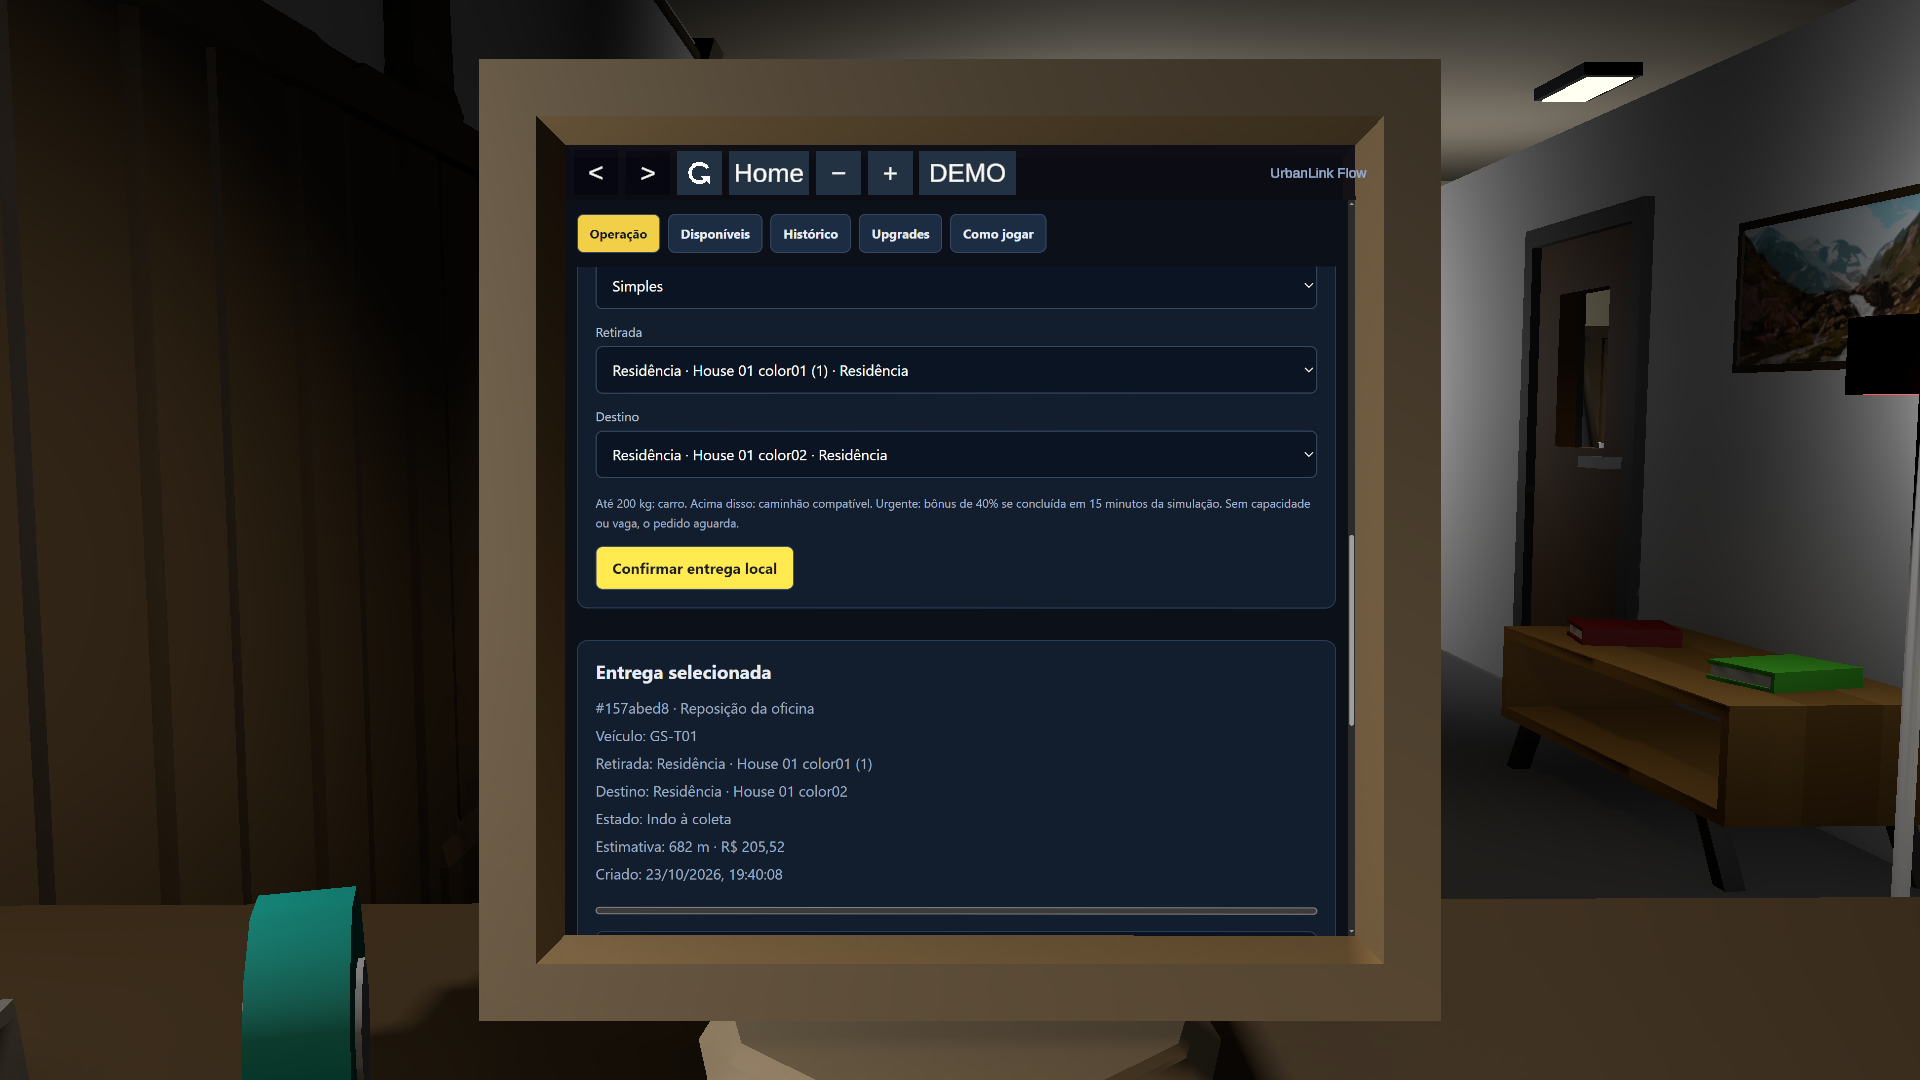 < > Home − + DEMO UrbanLink Flow
Operação Disponíveis Histórico Upgrades Como jogar
Simples
Retirada
Residência · House 01 color01 (1) · Residência
Destino
Residência · House 01 color02 · Residência
Até 200 kg: carro. Acima disso: caminhão compatível. Urgente: bônus de 40% se concluída em 15 minutos da simulação. Sem capacidade
ou vaga, o pedido aguarda.
Confirmar entrega local
Entrega selecionada
#157abed8 · Reposição da oficina
Veículo: GS-T01
Retirada: Residência · House 01 color01 (1)
Destino: Residência · House 01 color02
Estado: Indo à coleta
Estimativa: 682 m · R$ 205,52
Criado: 23/10/2026, 19:40:08